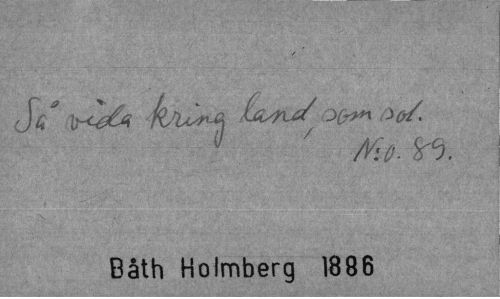 Så vida kring land, som sol.
N:o. 89.
Båth Holmberg 1886